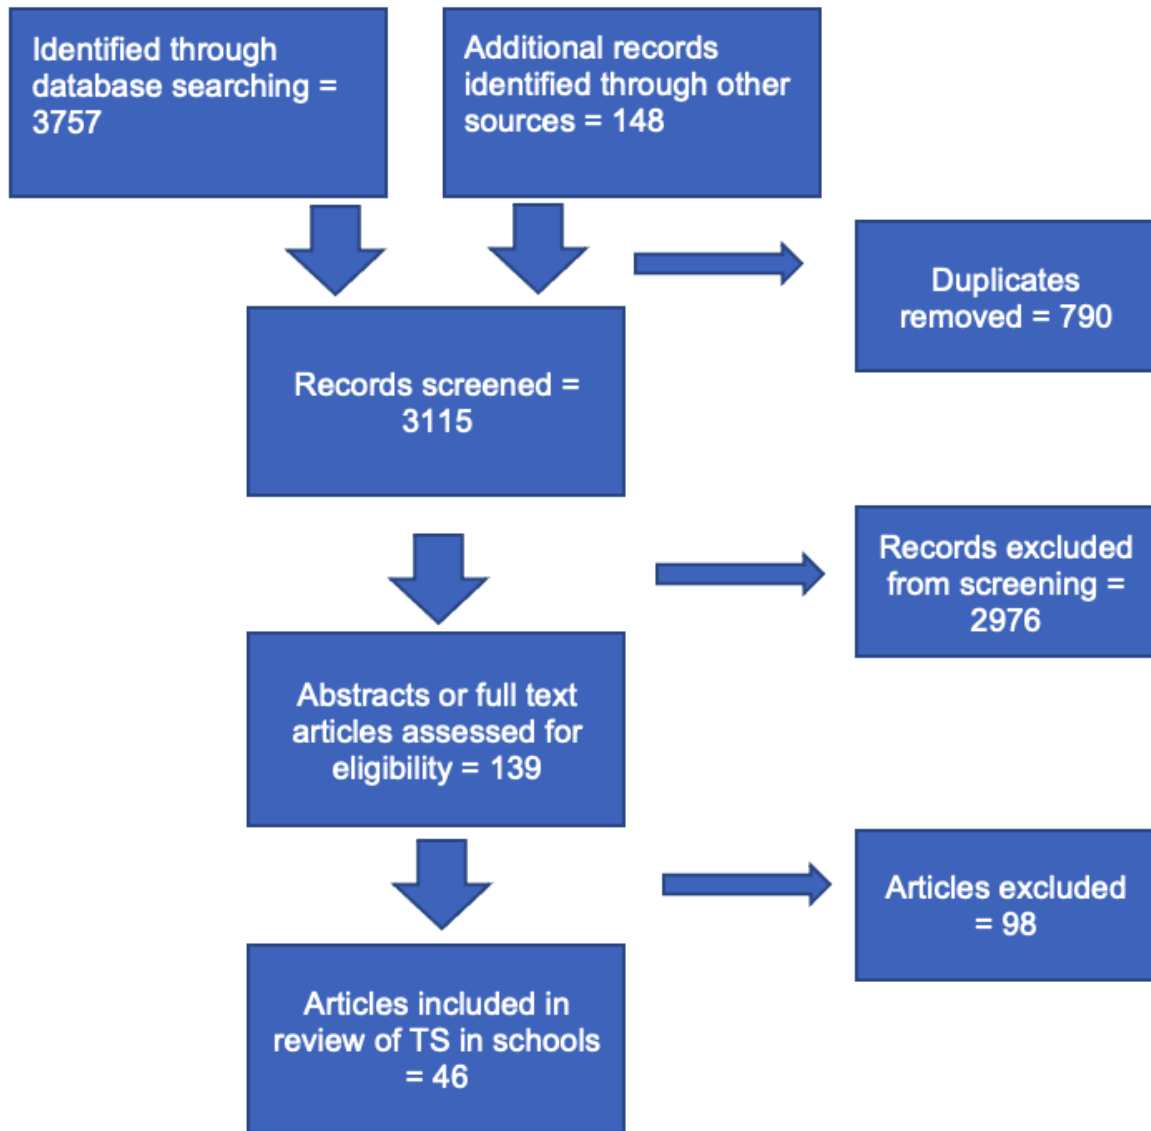 Identified through
database searching =
3757
Additional records
identified through other
sources = 148
Duplicates
removed = 790
Records screened =
3115
Records excluded
from screening =
2976
Abstracts or full text
articles assessed for
eligibility = 139
Articles excluded
= 98
Articles included in
review of TS in schools
= 46